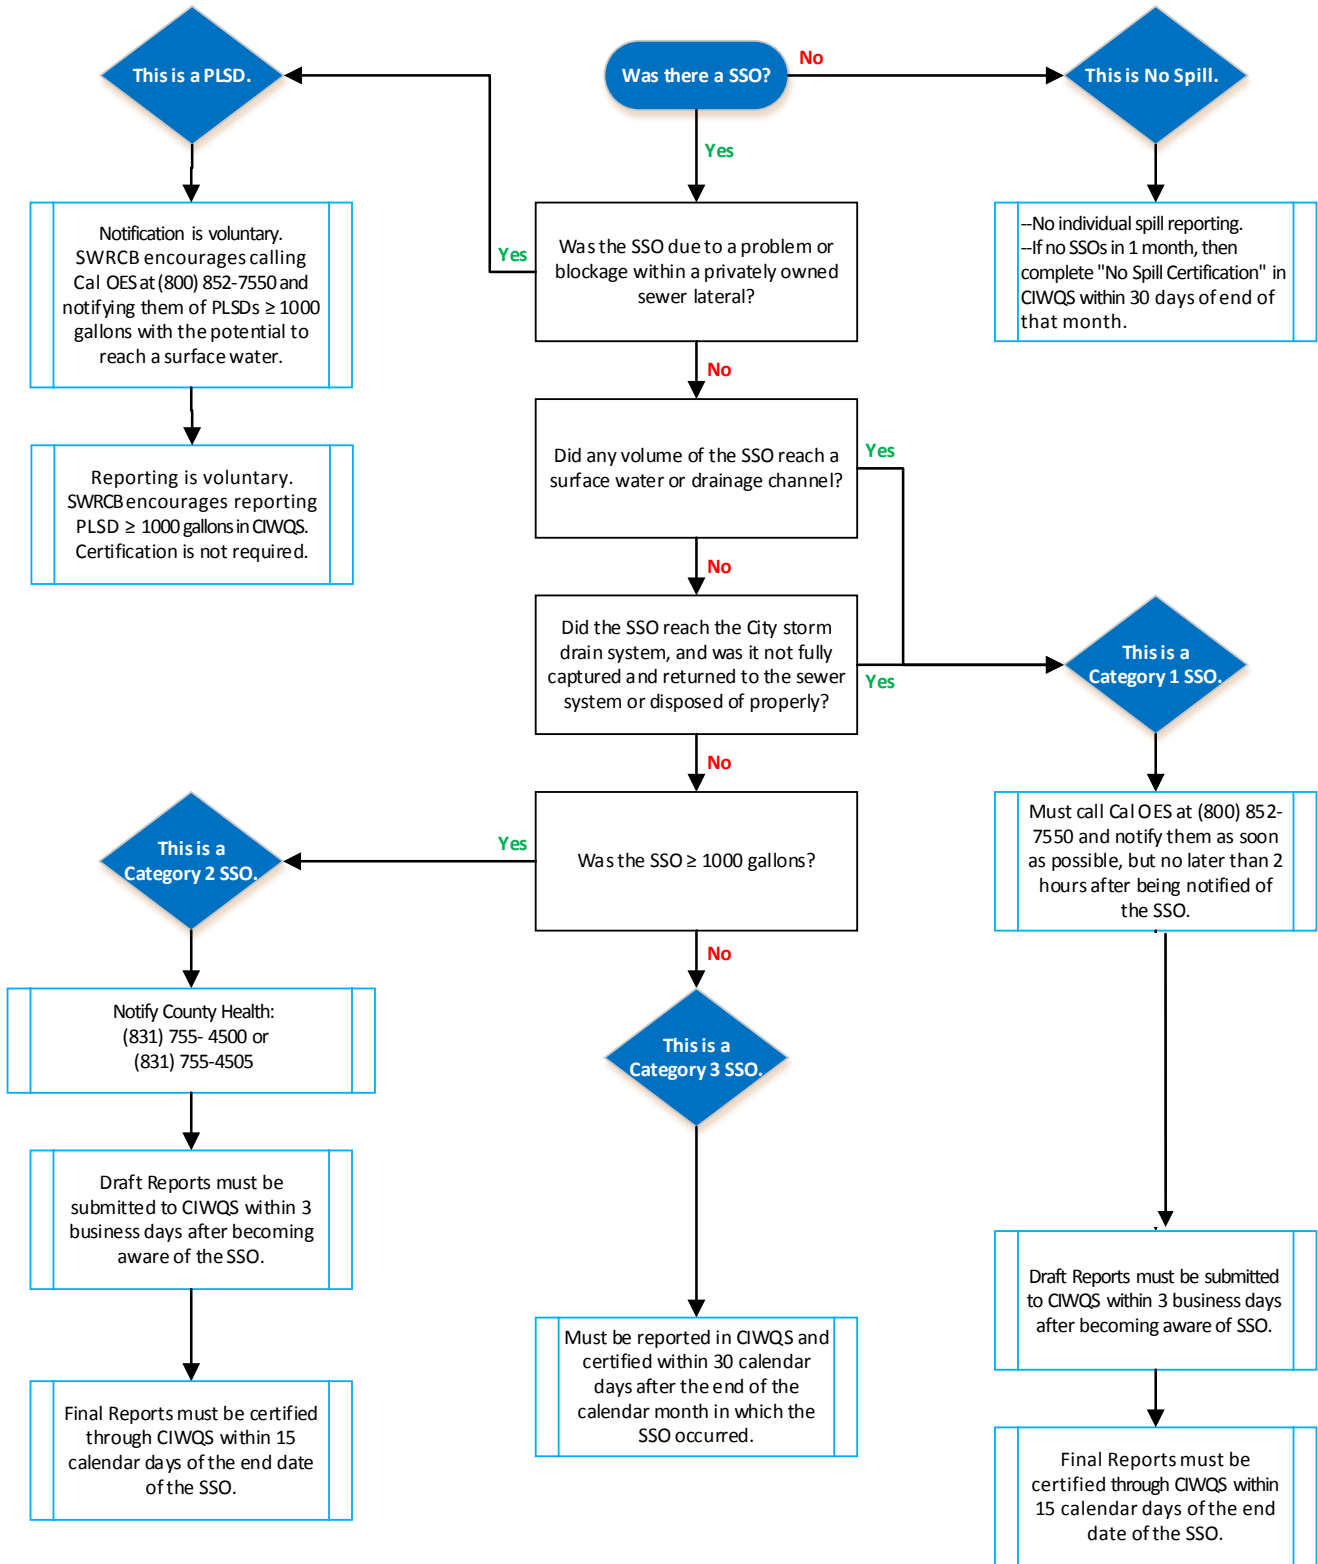 This is a PLSD.
Was there a SSO?
No
This is No Spill.
Yes
Notification is voluntary.
SWRCB encourages calling
Cal OES at (800) 852-7550 and
notifying them of PLSDs ≥ 1000
gallons with the potential to
reach a surface water.
Yes
Was the SSO due to a problem or
blockage within a privately owned
sewer lateral?
--No individual spill reporting.
--If no SSOs in 1 month, then
complete "No Spill Certification" in
CIWQS within 30 days of end of
that month.
No
Reporting is voluntary.
SWRCB encourages reporting
PLSD ≥ 1000 gallons in CIWQS.
Certification is not required.
Did any volume of the SSO reach a
surface water or drainage channel?
Yes
No
Did the SSO reach the City storm
drain system, and was it not fully
captured and returned to the sewer
system or disposed of properly?
Yes
This is a
Category 1 SSO.
No
This is a
Category 2 SSO.
Yes
Was the SSO ≥ 1000 gallons?
Must call Cal OES at (800) 852-
7550 and notify them as soon
as possible, but no later than 2
hours after being notified of
the SSO.
No
Notify County Health:
(831) 755- 4500 or
(831) 755-4505
This is a
Category 3 SSO.
Draft Reports must be
submitted to CIWQS within 3
business days after becoming
aware of the SSO.
Draft Reports must be submitted
to CIWQS within 3 business days
after becoming aware of SSO.
Must be reported in CIWQS and
certified within 30 calendar
days after the end of the
calendar month in which the
SSO occurred.
Final Reports must be certified
through CIWQS within 15
calendar days of the end date
of the SSO.
Final Reports must be
certified through CIWQS within
15 calendar days of the end
date of the SSO.